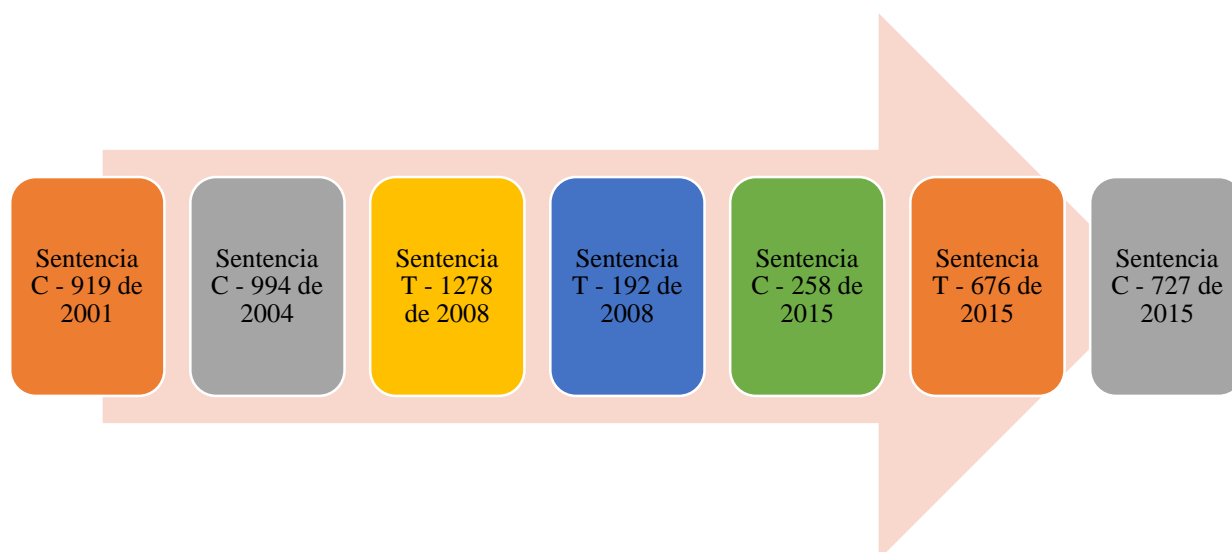 Sentencia
C - 919 de
2001
Sentencia
C - 994 de
2004
Sentencia
T - 1278
de 2008
Sentencia
T - 192 de
2008
Sentencia
C - 258 de
2015
Sentencia
T - 676 de
2015
Sentencia
C - 727 de
2015